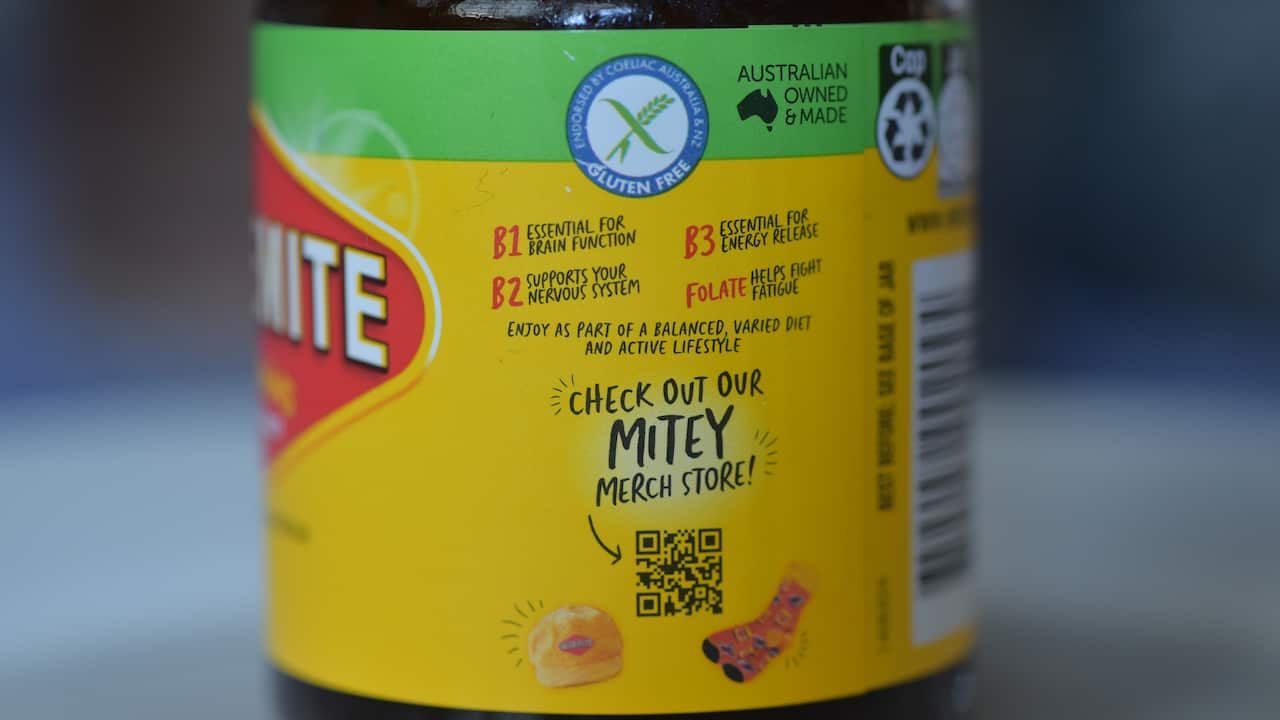 ENDORSED BY COELIAC AUSTRALIA & NZ
GLUTEN FREE
AUSTRALIAN
OWNED
& MADE
Cap
MITE
B1 ESSENTIAL FOR
BRAIN FUNCTION
B3 ESSENTIAL FOR
ENERGY RELEASE
B2 SUPPORTS YOUR
NERVOUS SYSTEM
FOLATE HELPS FIGHT
FATIGUE
ENJOY AS PART OF A BALANCED, VARIED DIET
AND ACTIVE LIFESTYLE
CHECK OUT OUR
MITEY
MERCH STORE!
BEST BEFORE: SEE BASE OF JAR